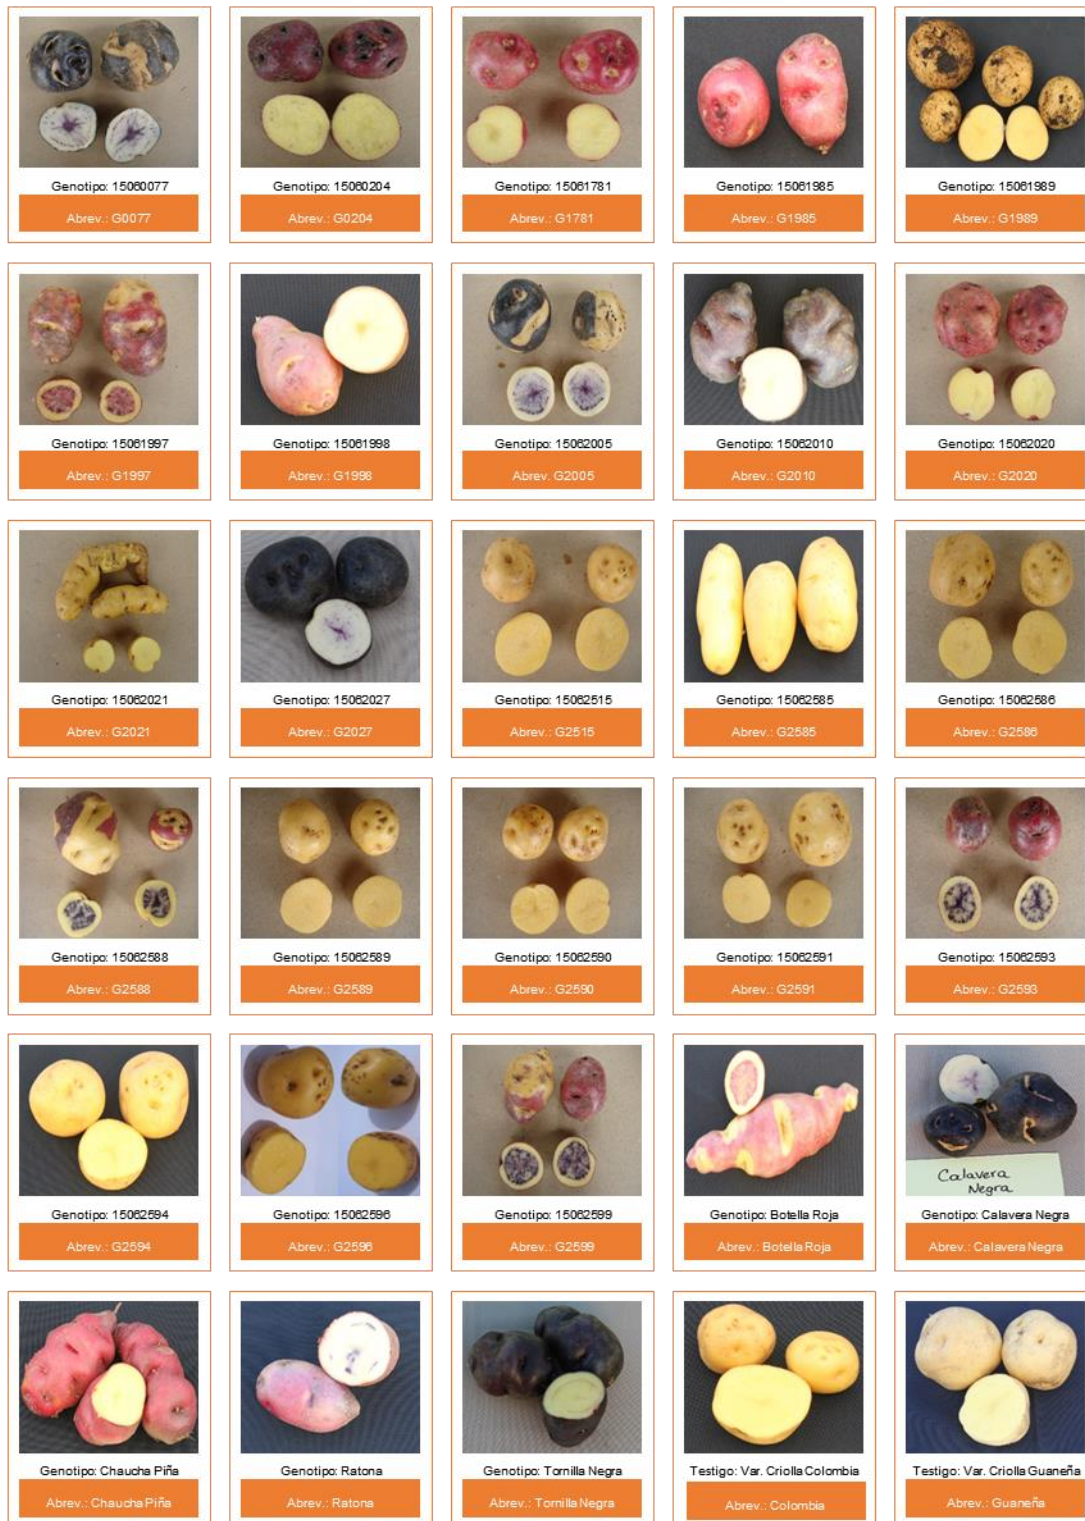 Genotipo: 15060077
Abrev.: G0077
Genotipo: 15060204
Abrev.: G0204
Genotipo: 15061781
Abrev.: G1781
Genotipo: 15061985
Abrev.: G1985
Genotipo: 15061989
Abrev.: G1989
Genotipo: 15061997
Abrev.: G1997
Genotipo: 15061998
Abrev.: G1998
Genotipo: 15062005
Abrev. G2005
Genotipo: 15062010
Abrev.: G2010
Genotipo: 15062020
Abrev.: G2020
Genotipo: 15062021
Abrev.: G2021
Genotipo: 15062027
Abrev.: G2027
Genotipo: 15062515
Abrev.: G2515
Genotipo: 15062585
Abrev.: G2585
Genotipo: 15062586
Abrev.: G2586
Genotipo: 15062588
Abrev.: G2588
Genotipo: 15062589
Abrev.: G2589
Genotipo: 15062590
Abrev.: G2590
Genotipo: 15062591
Abrev.: G2591
Genotipo: 15062593
Abrev.: G2593
Genotipo: 15062594
Abrev.: G2594
Genotipo: 15062596
Abrev.: G2596
Genotipo: 15062599
Abrev.: G2599
Genotipo: Botella Roja
Abrev.: Botella Roja
Calavera
Negra
Genotipo: Calavera Negra
Abrev.: Calavera Negra
Genotipo: Chaucha Piña
Abrev.: Chaucha Piña
Genotipo: Ratona
Abrev.: Ratona
Genotipo: Tornilla Negra
Abrev.: Tornilla Negra
Testigo: Var. Criolla Colombia
Abrev.: Colombia
Testigo: Var. Criolla Guaneña
Abrev.: Guaneña